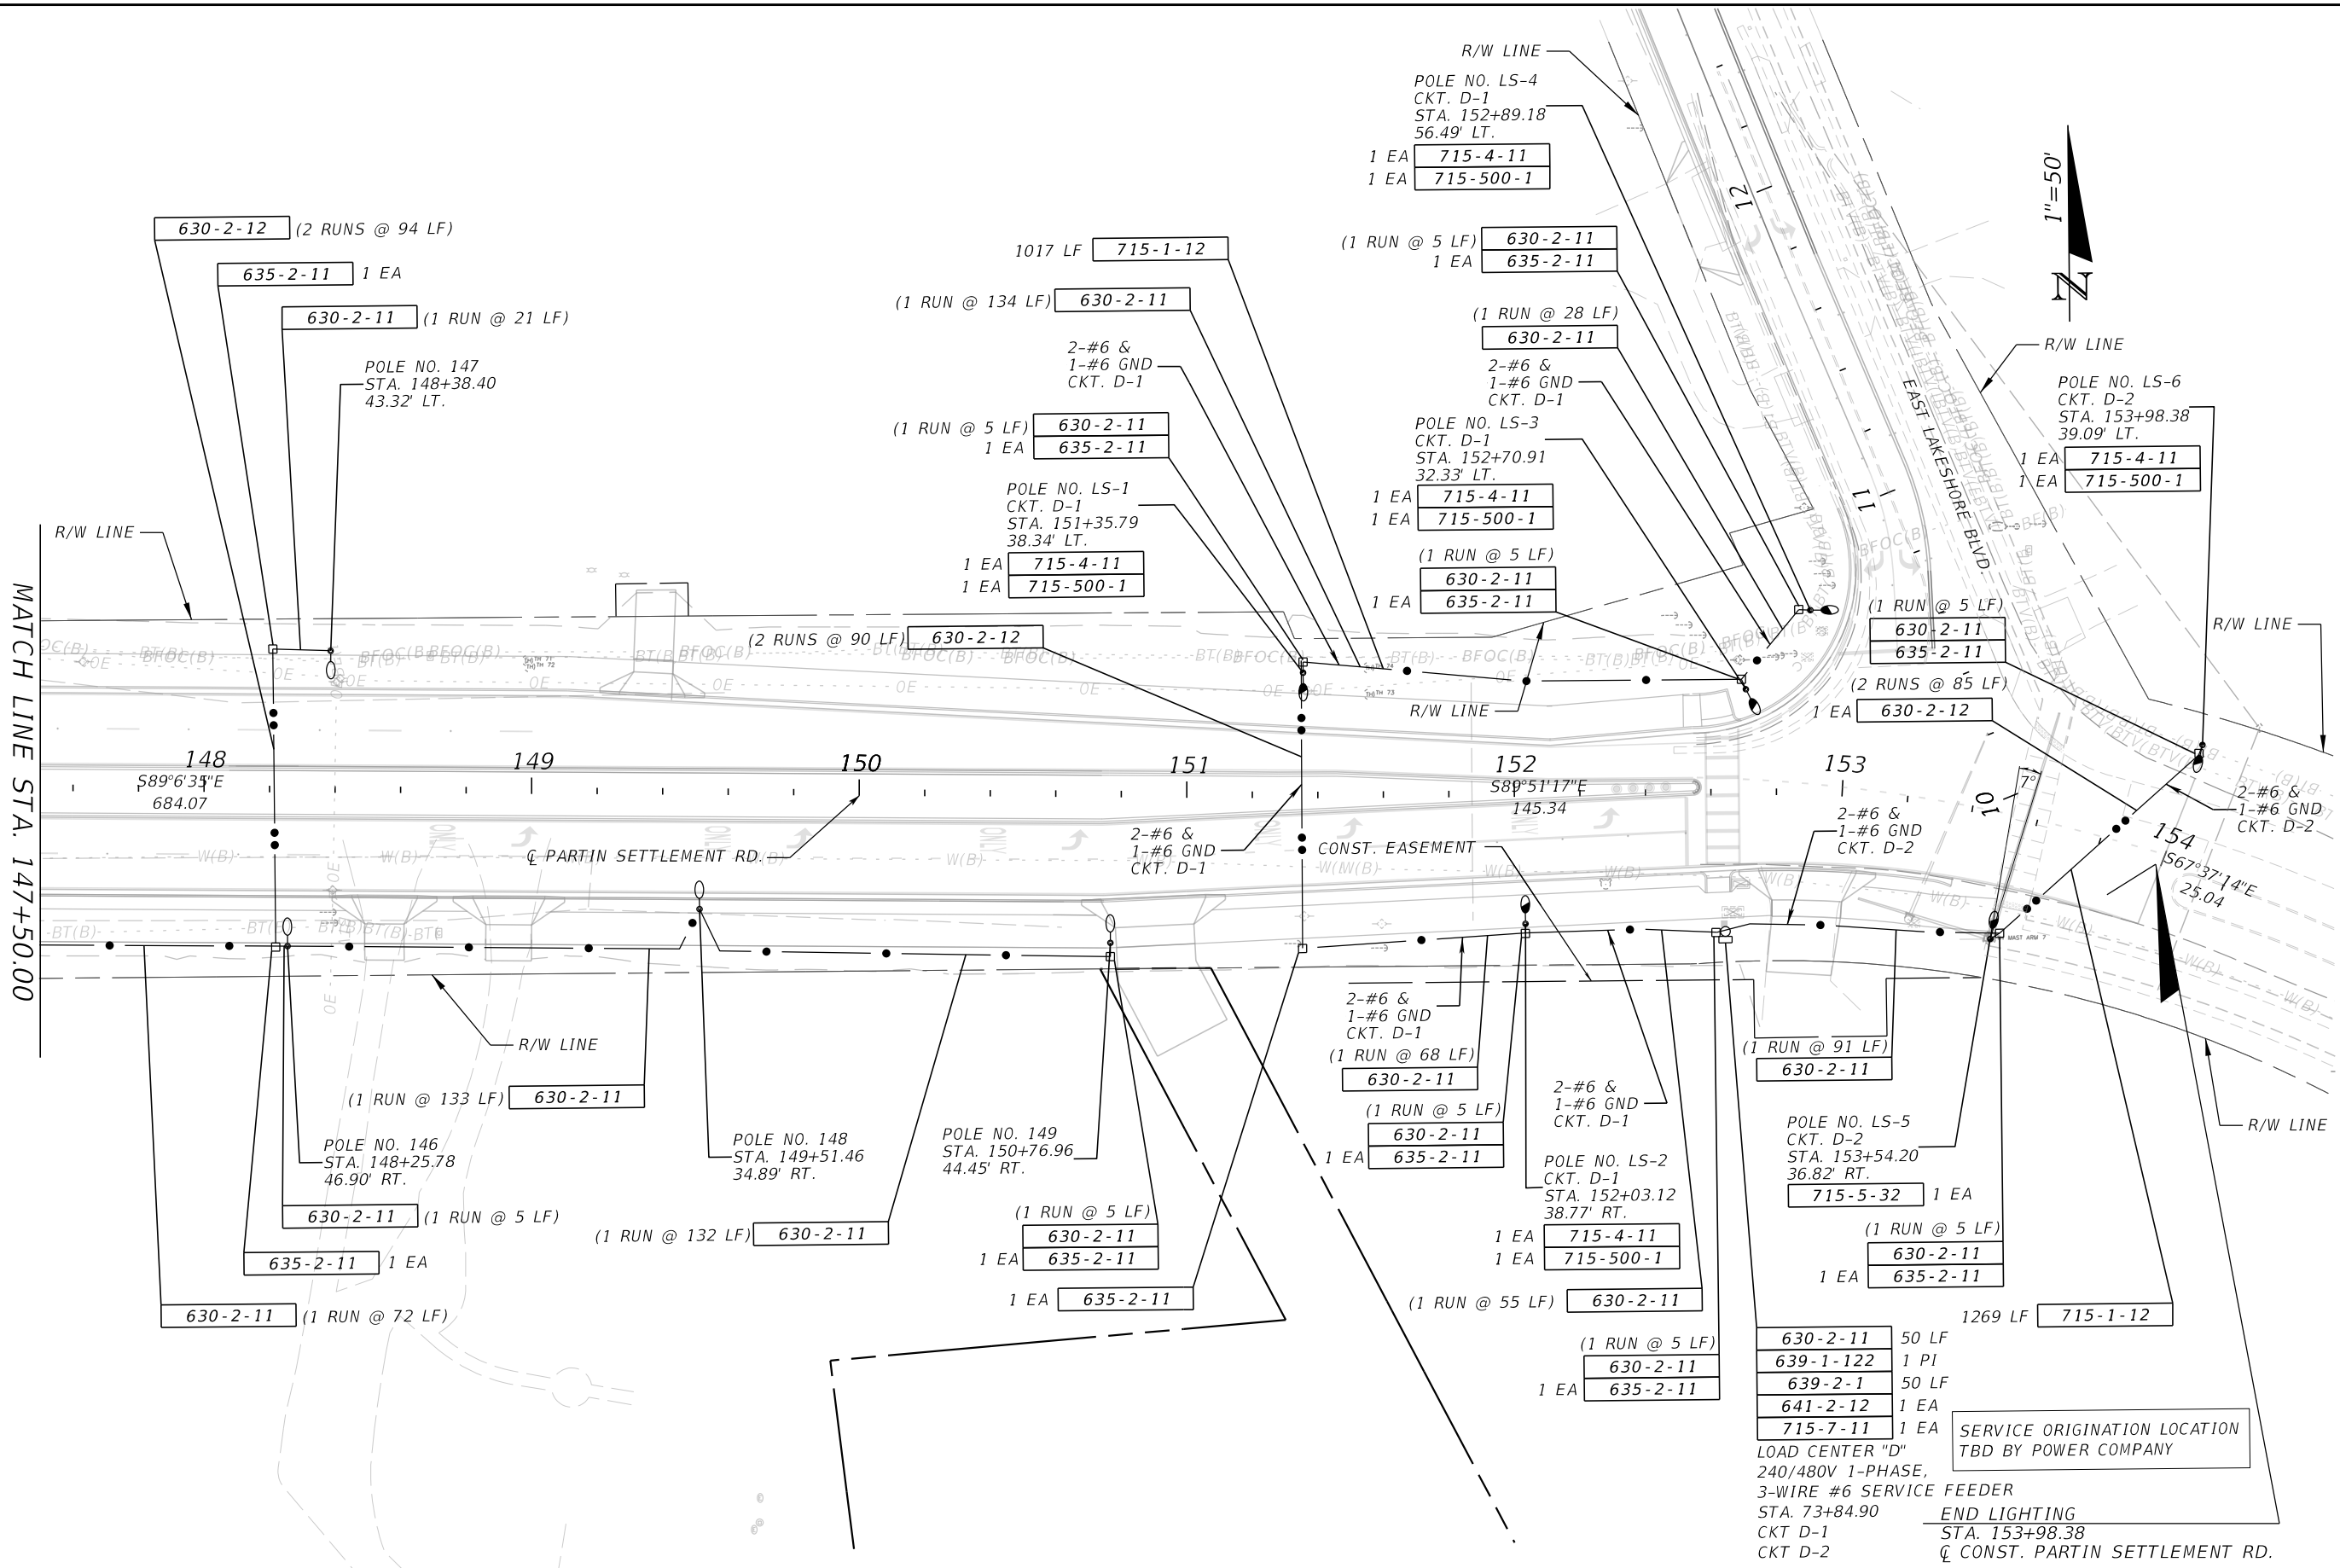 R/W LINE
POLE NO. LS-4
CKT. D-1
STA. 152+89.18
56.49' LT.
1 EA 715-4-11
1 EA 715-500-1
1"=50'
N
630-2-12 (2 RUNS @ 94 LF)
635-2-11 1 EA
630-2-11 (1 RUN @ 21 LF)
POLE NO. 147
STA. 148+38.40
43.32' LT.
1017 LF 715-1-12
(1 RUN @ 134 LF) 630-2-11
2-#6 &
1-#6 GND
CKT. D-1
(1 RUN @ 5 LF) 630-2-11
1 EA 635-2-11
POLE NO. LS-1
CKT. D-1
STA. 151+35.79
38.34' LT.
1 EA 715-4-11
1 EA 715-500-1
(2 RUNS @ 90 LF) 630-2-12
(1 RUN @ 5 LF) 630-2-11
1 EA 635-2-11
(1 RUN @ 28 LF)
630-2-11
2-#6 &
1-#6 GND
CKT. D-1
POLE NO. LS-3
CKT. D-1
STA. 152+70.91
32.33' LT.
1 EA 715-4-11
1 EA 715-500-1
(1 RUN @ 5 LF)
630-2-11
1 EA 635-2-11
R/W LINE
12
11
10
EAST LAKESHORE BLVD.
R/W LINE
POLE NO. LS-6
CKT. D-2
STA. 153+98.38
39.09' LT.
1 EA 715-4-11
1 EA 715-500-1
(1 RUN @ 5 LF)
630-2-11
635-2-11
(2 RUNS @ 85 LF)
1 EA 630-2-12
R/W LINE
R/W LINE
MATCH LINE STA. 147+50.00
BT(B)
BFOC(B)
OE
W(B)
TH 71
TH 72
TH 74
TH 73
148
149
150
151
152
153
154
S89°6'35"E
684.07
S89°51'17"E
145.34
S67°37'14"E
25.04
7°
℄ PARTIN SETTLEMENT RD.
2-#6 &
1-#6 GND
CKT. D-1
CONST. EASEMENT
2-#6 &
1-#6 GND
CKT. D-2
2-#6 &
1-#6 GND
CKT. D-2
MAST ARM 7
R/W LINE
(1 RUN @ 133 LF) 630-2-11
POLE NO. 146
STA. 148+25.78
46.90' RT.
630-2-11 (1 RUN @ 5 LF)
635-2-11 1 EA
630-2-11 (1 RUN @ 72 LF)
POLE NO. 148
STA. 149+51.46
34.89' RT.
(1 RUN @ 132 LF) 630-2-11
POLE NO. 149
STA. 150+76.96
44.45' RT.
(1 RUN @ 5 LF)
630-2-11
1 EA 635-2-11
1 EA 635-2-11
2-#6 &
1-#6 GND
CKT. D-1
(1 RUN @ 68 LF)
630-2-11
(1 RUN @ 5 LF)
630-2-11
1 EA 635-2-11
2-#6 &
1-#6 GND
CKT. D-1
POLE NO. LS-2
CKT. D-1
STA. 152+03.12
38.77' RT.
1 EA 715-4-11
1 EA 715-500-1
(1 RUN @ 55 LF) 630-2-11
(1 RUN @ 5 LF)
630-2-11
1 EA 635-2-11
(1 RUN @ 91 LF)
630-2-11
POLE NO. LS-5
CKT. D-2
STA. 153+54.20
36.82' RT.
715-5-32 1 EA
(1 RUN @ 5 LF)
630-2-11
1 EA 635-2-11
R/W LINE
1269 LF 715-1-12
630-2-11 50 LF
639-1-122 1 PI
639-2-1 50 LF
641-2-12 1 EA
715-7-11 1 EA
LOAD CENTER "D"
240/480V 1-PHASE,
3-WIRE #6 SERVICE FEEDER
STA. 73+84.90
CKT D-1
CKT D-2
SERVICE ORIGINATION LOCATION
TBD BY POWER COMPANY
END LIGHTING
STA. 153+98.38
℄ CONST. PARTIN SETTLEMENT RD.